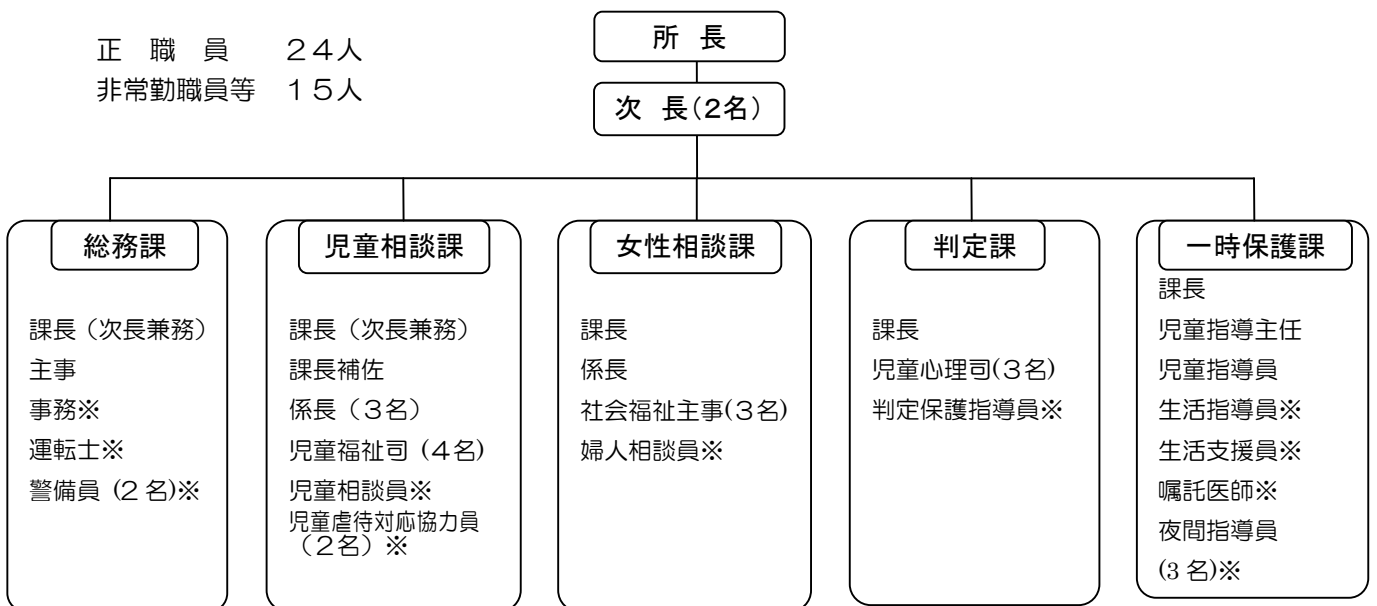 正　職　員　　２４人
非常勤職員等　１５人
所 長
次 長(2名)
総務課
課長（次長兼務）
主事
事務※
運転士※
警備員 (２名)※
児童相談課
課長（次長兼務）
課長補佐
係長（３名）
児童福祉司 (４名)
児童相談員※
児童虐待対応協力員
（２名）※
女性相談課
課長
係長
社会福祉主事(３名)
婦人相談員※
判定課
課長
児童心理司(３名)
判定保護指導員※
一時保護課
課長
児童指導主任
児童指導員
生活指導員※
生活支援員※
嘱託医師※
夜間指導員
(3 名)※